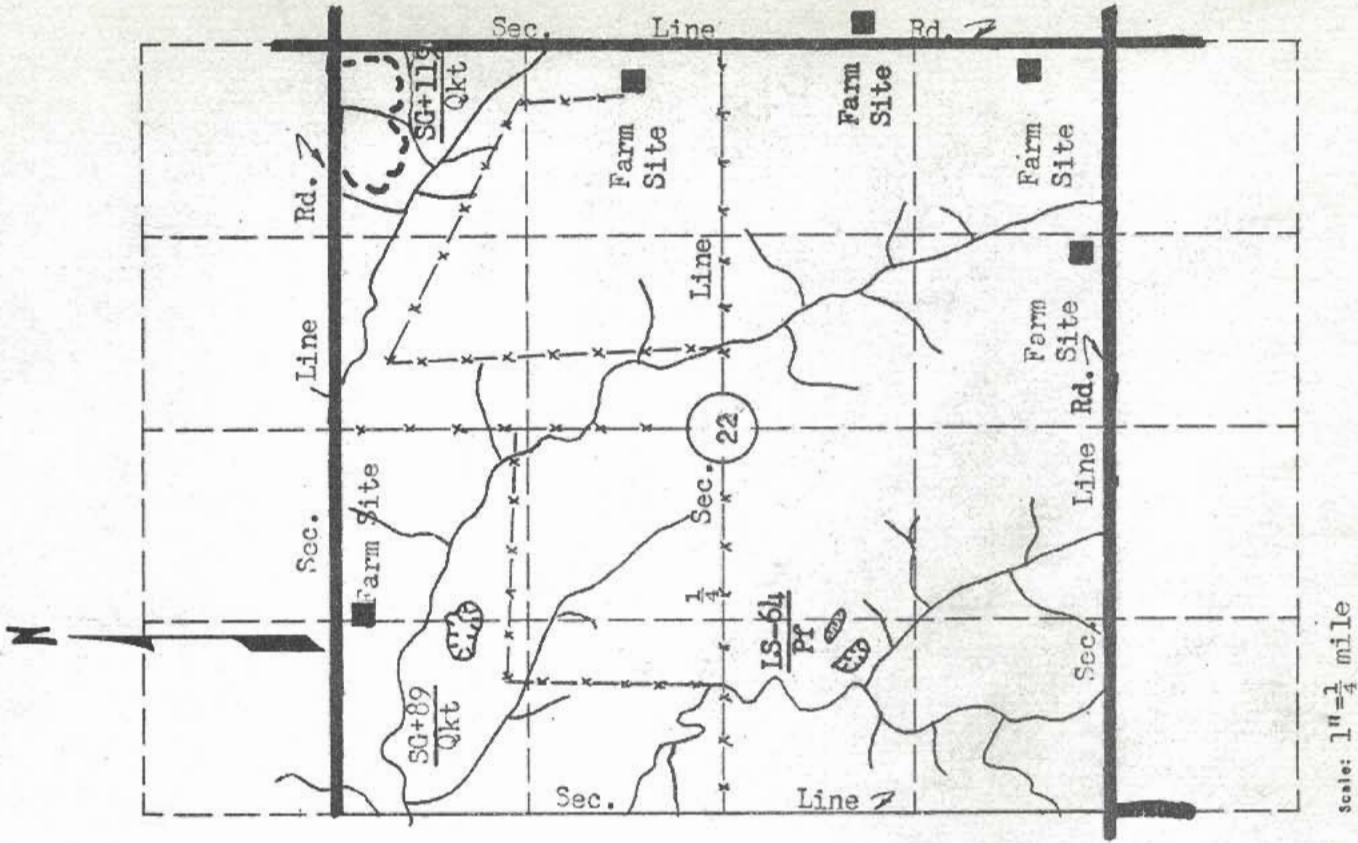 Sec. Line Rd.
N
SG+119
Qkt
Rd.
Farm
Site
Farm
Site
Farm
Site
Line
Line
Farm
Site
Rd.
22
Farm Site
Sec.
Sec.
1/4
Line
SG+89
Qkt
LS-64
Pf
Sec.
Sec. Line
Scale: 1"=1/4 mile